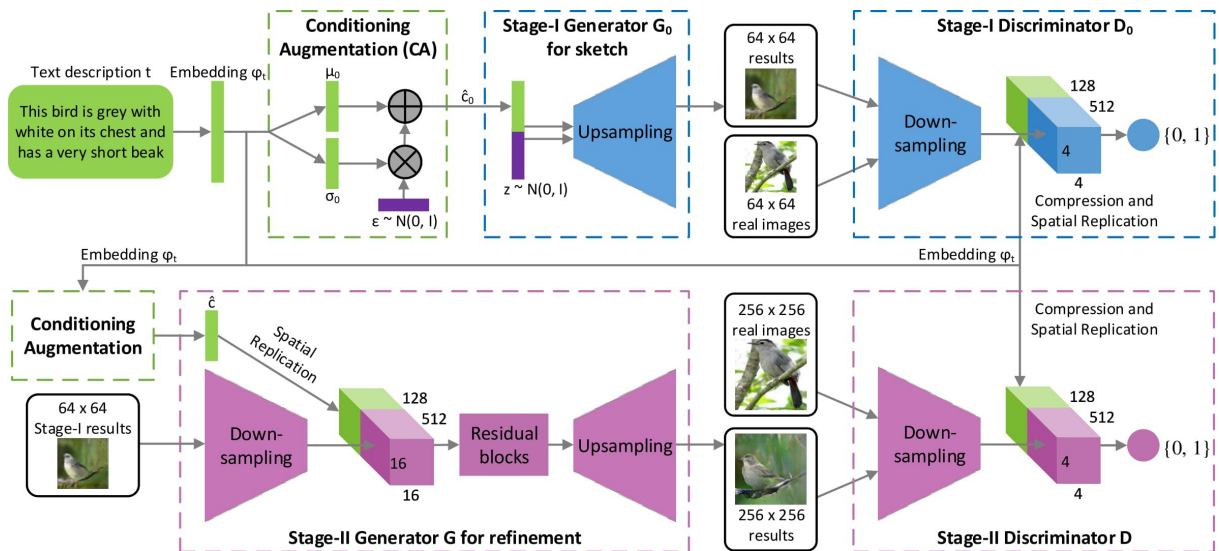 Text description t
This bird is grey with
white on its chest and
has a very short beak
Embedding φₜ
Conditioning
Augmentation (CA)
μ₀
σ₀
ε ~ N(0, I)
ĉ₀
Stage-I Generator G₀
for sketch
Upsampling
z ~ N(0, I)
64 x 64
results
64 x 64
real images
Stage-I Discriminator D₀
Down-
sampling
128
512
4
4
{0, 1}
Compression and
Spatial Replication
Embedding φₜ
Embedding φₜ
Conditioning
Augmentation
64 x 64
Stage-I results
ĉ
Spatial
Replication
Down-
sampling
128
512
16
16
Residual
blocks
Upsampling
Stage-II Generator G for refinement
256 x 256
real images
256 x 256
results
Compression and
Spatial Replication
Down-
sampling
128
512
4
4
{0, 1}
Stage-II Discriminator D